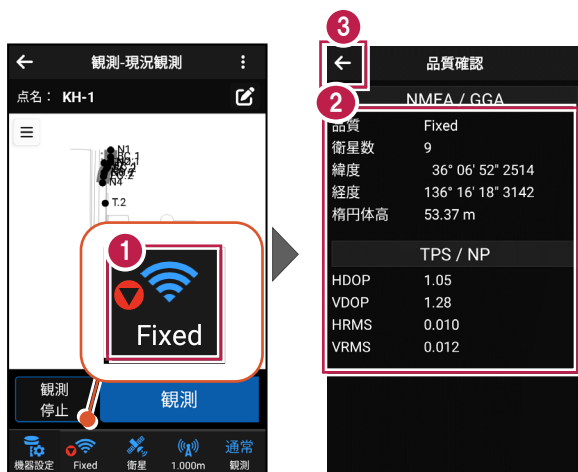 観測-現況観測
点名： KH-1
N1
N4
T.2
1
Fixed
観測
停止
観測
機器設定
Fixed
衛星
1.000m
通常
観測
3
品質確認
2
NMEA / GGA
品質 Fixed
衛星数 9
緯度 36° 06' 52" 2514
経度 136° 16' 18" 3142
楕円体高 53.37 m
TPS / NP
HDOP 1.05
VDOP 1.28
HRMS 0.010
VRMS 0.012